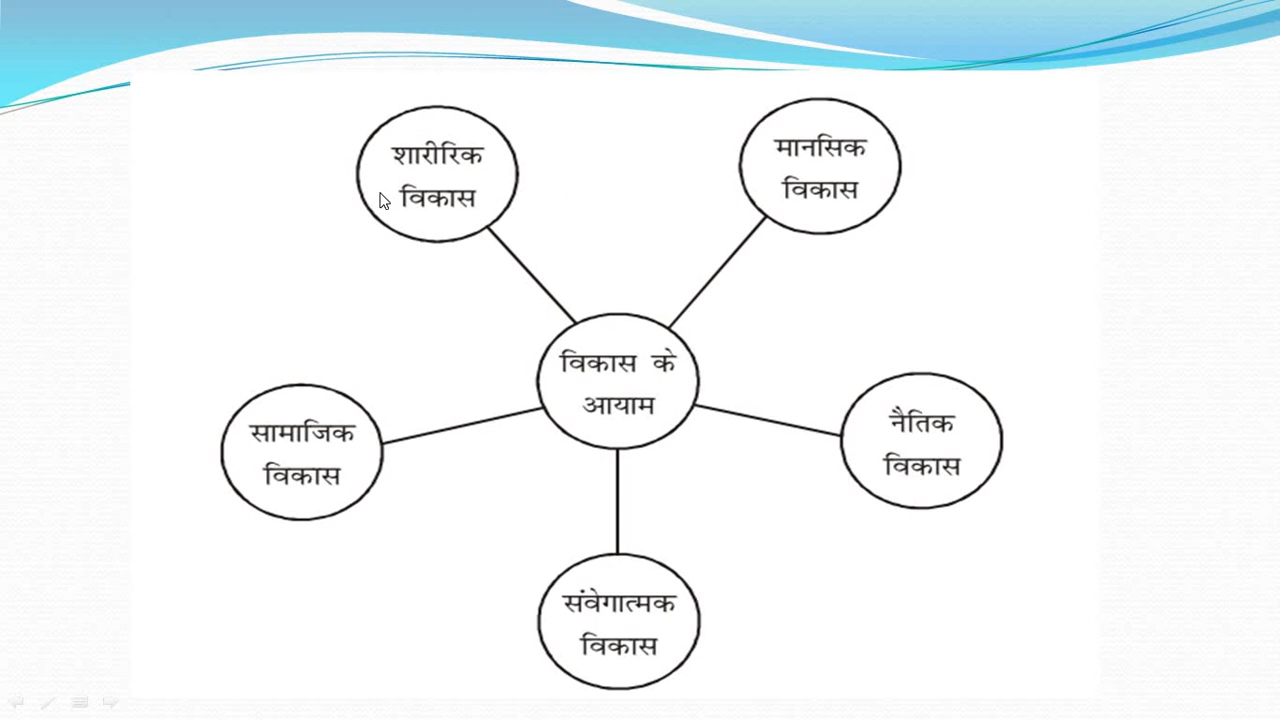 शारीरिक
विकास
मानसिक
विकास
विकास के
आयाम
सामाजिक
विकास
नैतिक
विकास
संवेगात्मक
विकास